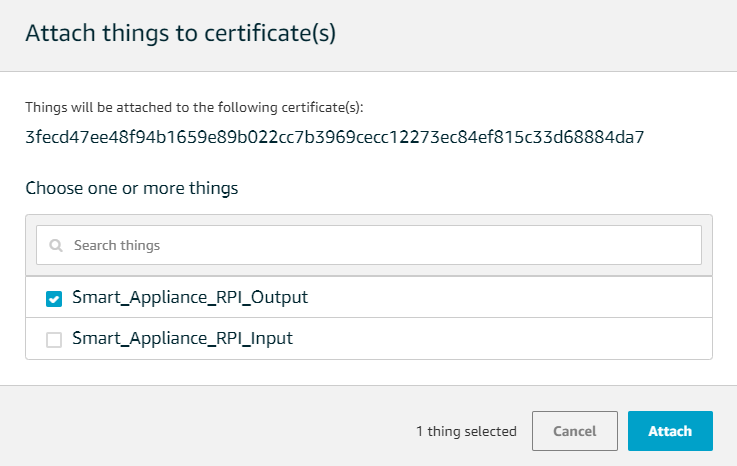 Attach things to certificate(s)
Things will be attached to the following certificate(s):
3fecd47ee48f94b1659e89b022cc7b3969cecc12273ec84ef815c33d68884da7
Choose one or more things
Search things
Smart_Appliance_RPI_Output
Smart_Appliance_RPI_Input
1 thing selected Cancel Attach